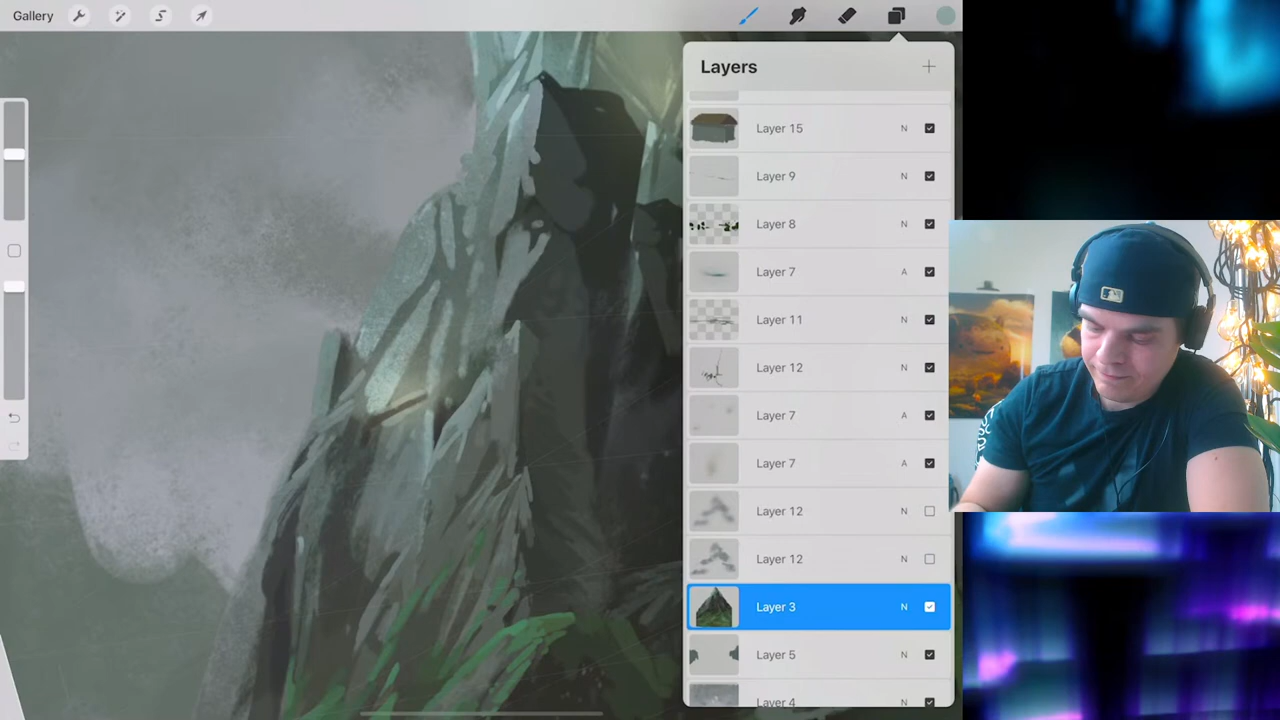 Gallery
Layers
Layer 15 N
Layer 9 N
Layer 8 N
Layer 7 A
Layer 11 N
Layer 12 N
Layer 7 A
Layer 7 A
Layer 12 N
Layer 12 N
Layer 3 N
Layer 5 N
Layer 4 N